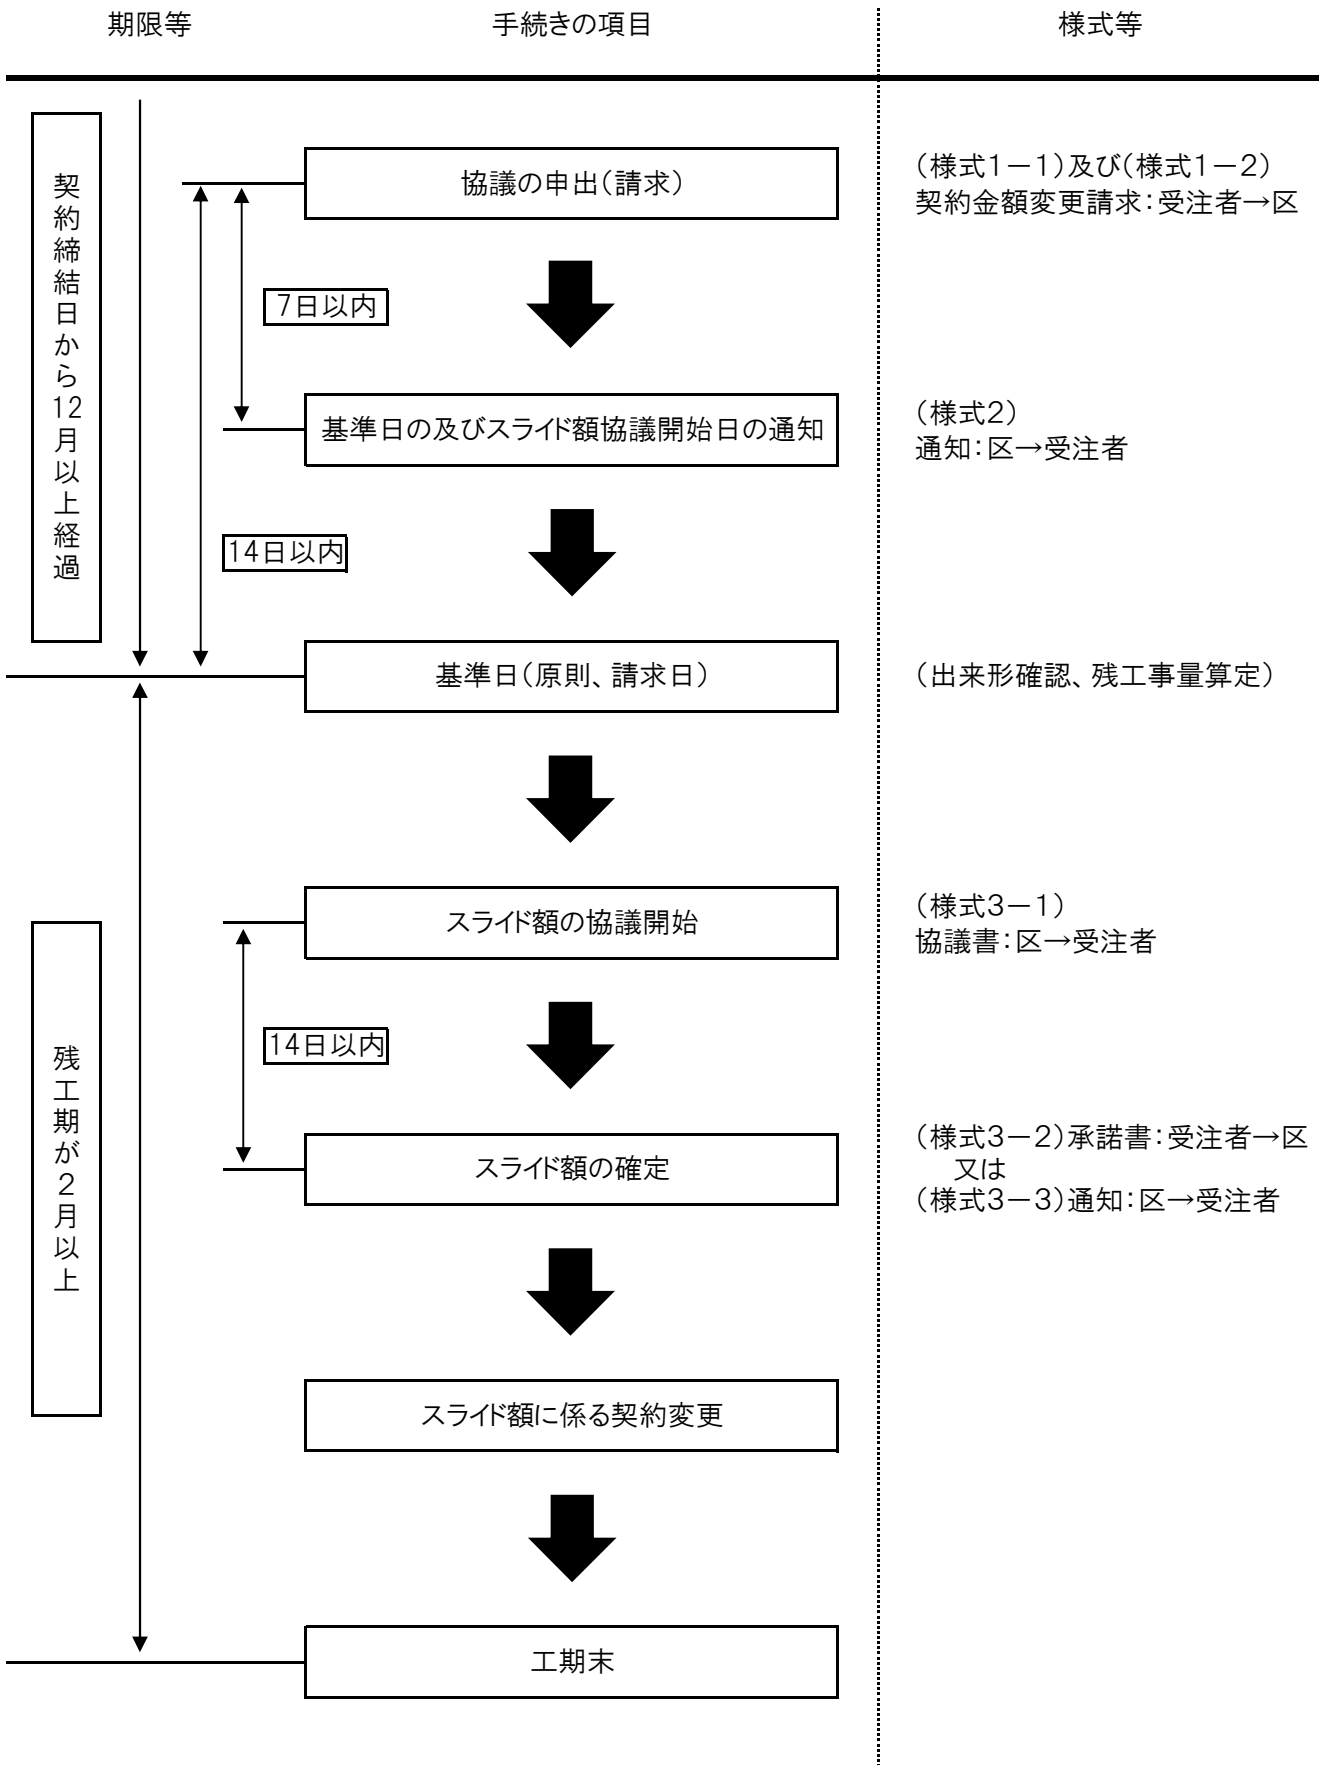 期限等
手続きの項目
様式等
契約締結日から12月以上経過
協議の申出（請求）
（様式1－1）及び（様式1－2）
契約金額変更請求：受注者→区
7日以内
基準日の及びスライド額協議開始日の通知
（様式2）
通知：区→受注者
14日以内
基準日（原則、請求日）
（出来形確認、残工事量算定）
スライド額の協議開始
（様式3－1）
協議書：区→受注者
残工期が２月以上
14日以内
スライド額の確定
（様式3－2）承諾書：受注者→区
又は
（様式3－3）通知：区→受注者
スライド額に係る契約変更
工期末